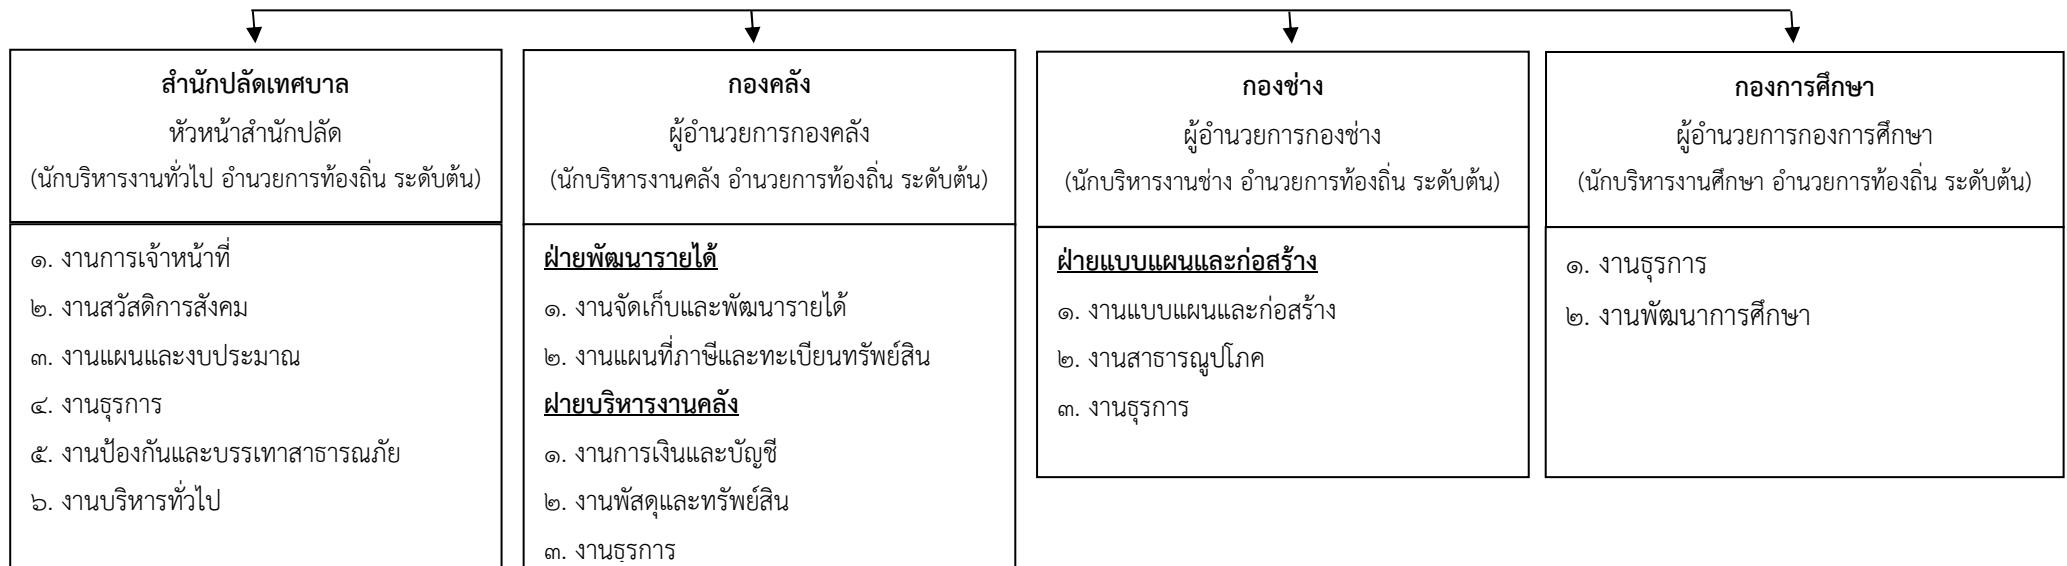 สำนักปลัดเทศบาล
หัวหน้าสำนักปลัด
(นักบริหารงานทั่วไป อำนวยการท้องถิ่น ระดับต้น)
๑. งานการเจ้าหน้าที่
๒. งานสวัสดิการสังคม
๓. งานแผนและงบประมาณ
๔. งานธุรการ
๕. งานป้องกันและบรรเทาสาธารณภัย
๖. งานบริหารทั่วไป
กองคลัง
ผู้อำนวยการกองคลัง
(นักบริหารงานคลัง อำนวยการท้องถิ่น ระดับต้น)
ฝ่ายพัฒนารายได้
๑. งานจัดเก็บและพัฒนารายได้
๒. งานแผนที่ภาษีและทะเบียนทรัพย์สิน
ฝ่ายบริหารงานคลัง
๑. งานการเงินและบัญชี
๒. งานพัสดุและทรัพย์สิน
๓. งานธุรการ
กองช่าง
ผู้อำนวยการกองช่าง
(นักบริหารงานช่าง อำนวยการท้องถิ่น ระดับต้น)
ฝ่ายแบบแผนและก่อสร้าง
๑. งานแบบแผนและก่อสร้าง
๒. งานสาธารณูปโภค
๓. งานธุรการ
กองการศึกษา
ผู้อำนวยการกองการศึกษา
(นักบริหารงานศึกษา อำนวยการท้องถิ่น ระดับต้น)
๑. งานธุรการ
๒. งานพัฒนาการศึกษา